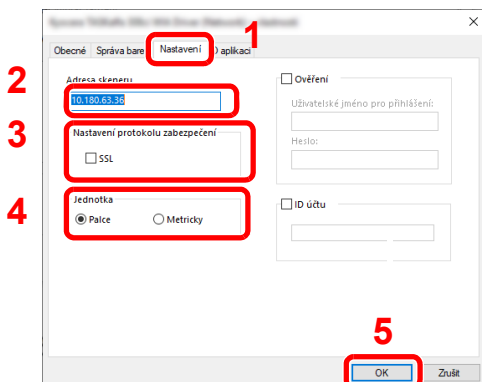 1
Obecné Správa bare Nastavení O aplikaci
2
Adresa skeneru
10.180.63.36
3
Nastavení protokolu zabezpečení
SSL
4
Jednotka
Palce Metricky
Ověření
Uživatelské jméno pro přihlášení:
Heslo:
ID účtu
5
OK Zrušit